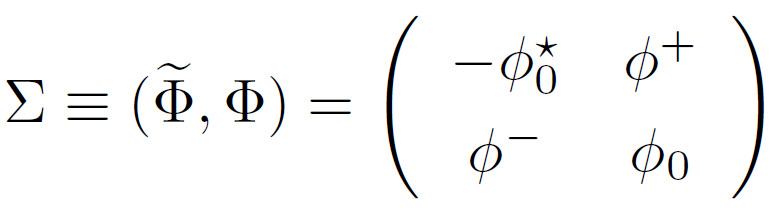 Σ ≡ (Φ̃, Φ) = ( −ϕ₀⋆ ϕ⁺
ϕ⁻ ϕ₀ )